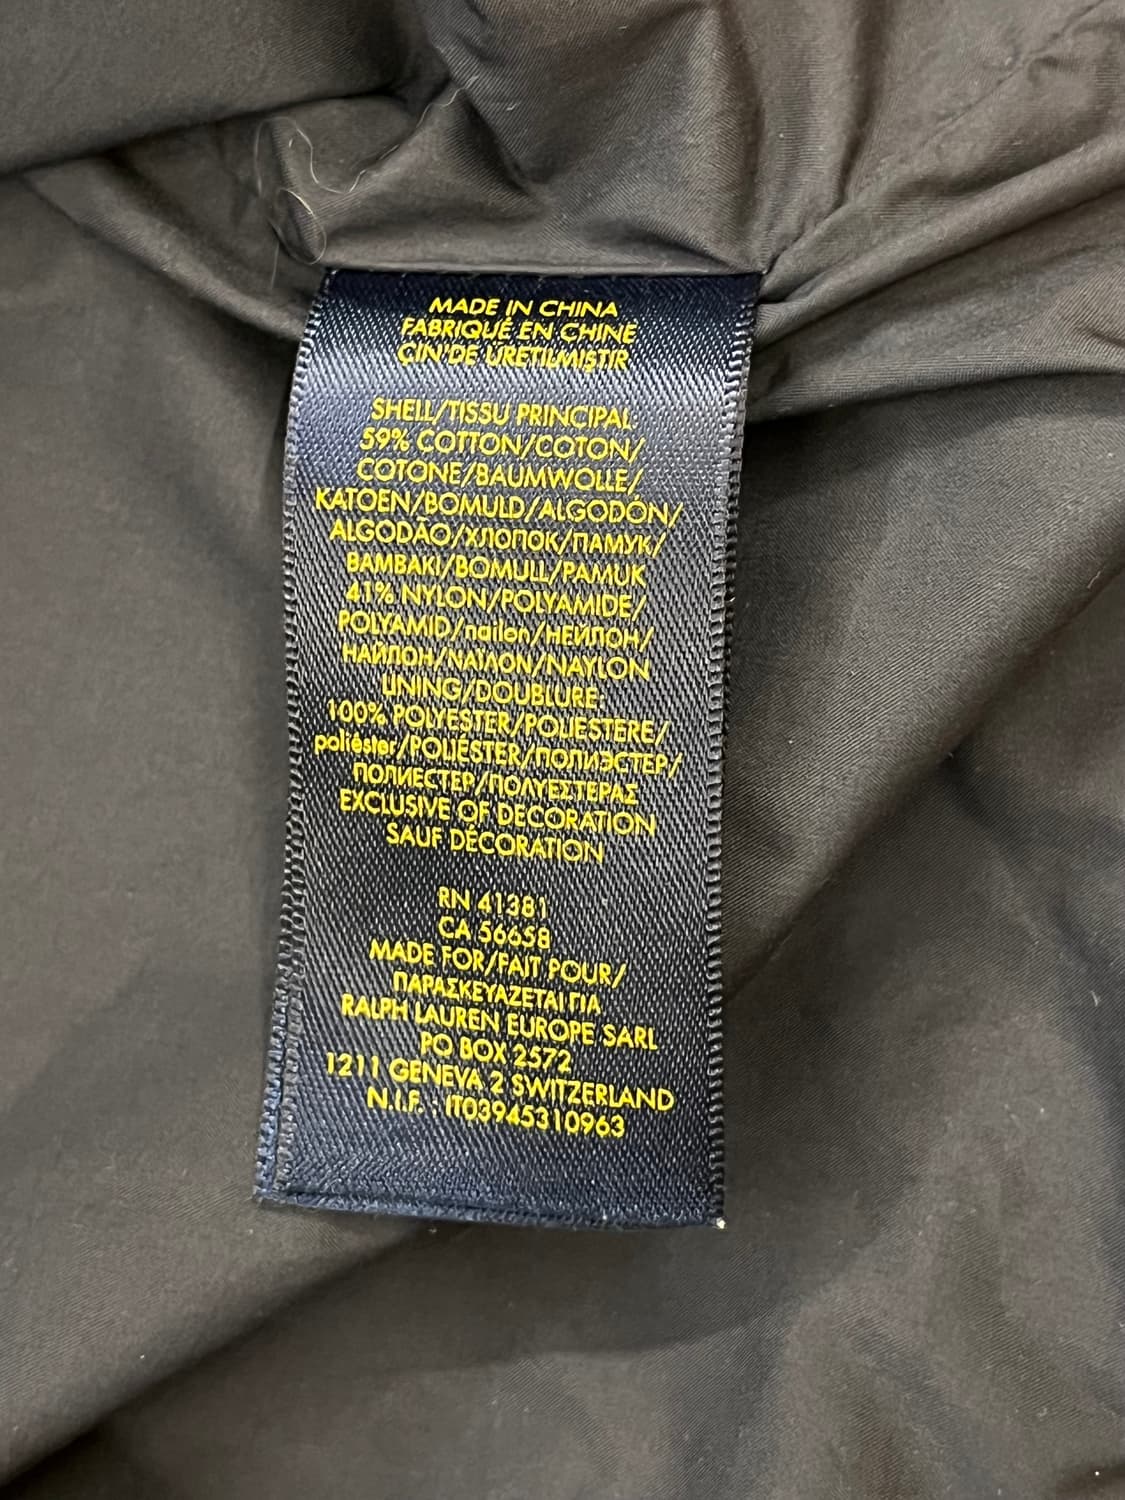 MADE IN CHINA
FABRIQUÉ EN CHINE
ÇIN'DE ÜRETILMIŞTIR
SHELL/TISSU PRINCIPAL
59% COTTON/COTON/
COTONE/BAUMWOLLE/
KATOEN/BOMULD/ALGODÓN/
ALGODÃO/ХЛОПОК/ПАМУК/
BAMBAKI/BOMULL/PAMUK
41% NYLON/POLYAMIDE/
POLYAMID/nailon/НЕЙЛОН/
НАЙЛОН/ΝΑΪΛΟΝ/NAYLON
LINING/DOUBLURE:
100% POLYESTER/POLIESTERE/
poliéster/POLIÉSTER/ПОЛИЭСТЕР/
ПОЛИЕСТЕР/ΠΟΛΥΕΣΤΕΡΑΣ
EXCLUSIVE OF DECORATION
SAUF DÉCORATION
RN 41381
CA 56658
MADE FOR/FAIT POUR/
ΠΑΡΑΣΚΕΥΑΖΕΤΑΙ ΓΙΑ
RALPH LAUREN EUROPE SARL
PO BOX 2572
1211 GENEVA 2 SWITZERLAND
N.I.F. : IT03945310963